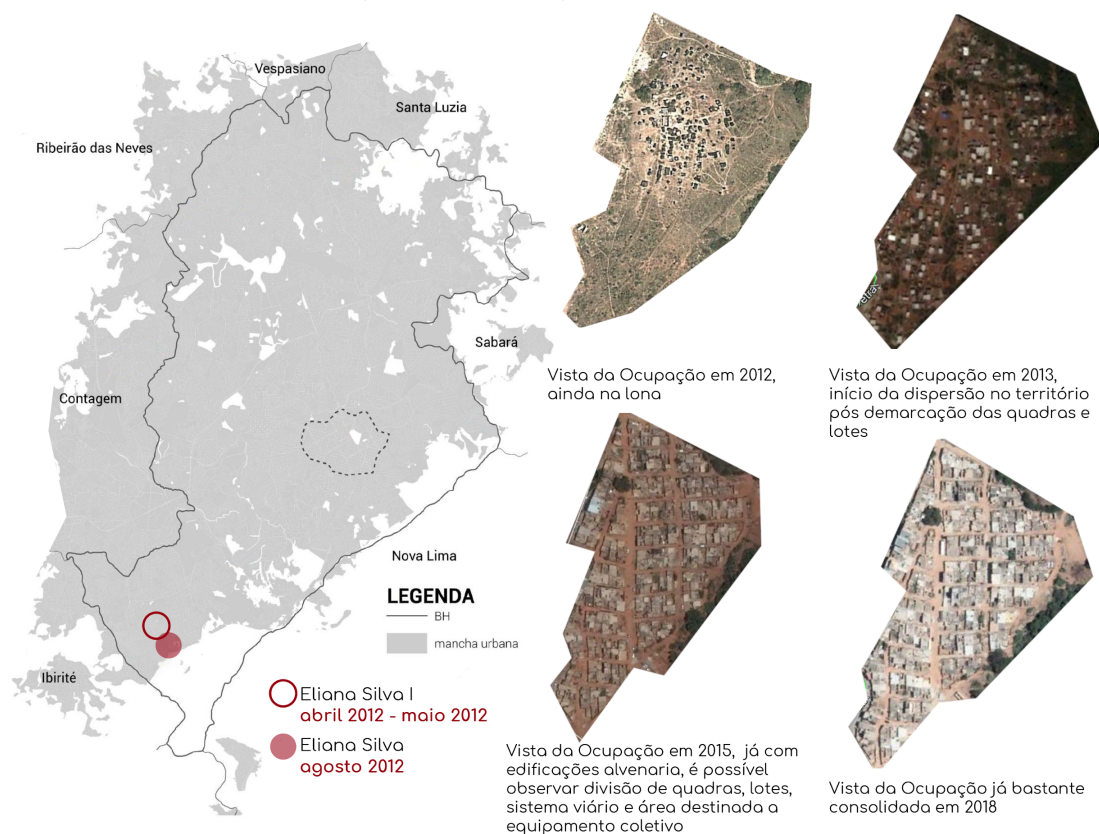 Vespasiano
Santa Luzia
Ribeirão das Neves
Sabará
Contagem
Nova Lima
LEGENDA
BH
mancha urbana
Ibirité
Eliana Silva I
abril 2012 - maio 2012
Eliana Silva
agosto 2012
Vista da Ocupação em 2012,
ainda na lona
Vista da Ocupação em 2013,
início da dispersão no território
pós demarcação das quadras e
lotes
Vista da Ocupação em 2015, já com
edificações alvenaria, é possível
observar divisão de quadras, lotes,
sistema viário e área destinada a
equipamento coletivo
Vista da Ocupação já bastante
consolidada em 2018